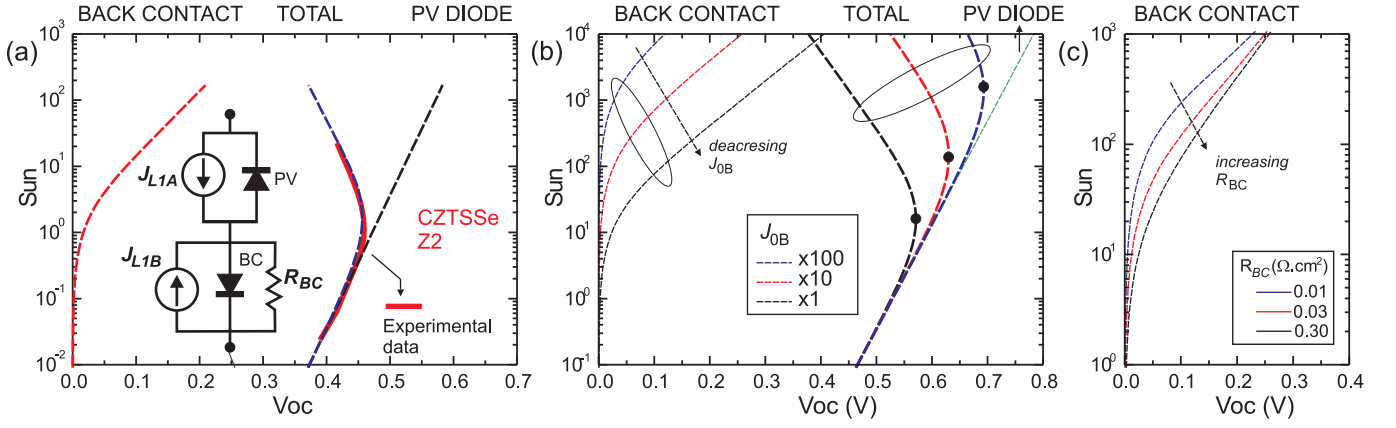 BACK CONTACT TOTAL PV DIODE
(a)
Sun
10^3
10^2
10^1
10^0
10^-1
10^-2
0.0 0.1 0.2 0.3 0.4 0.5 0.6 0.7
Voc
J_L1A
PV
J_L1B
BC
R_BC
CZTSSe
Z2
Experimental
data
BACK CONTACT TOTAL PV DIODE
(b)
Sun
10^4
10^3
10^2
10^1
10^0
10^-1
0.0 0.1 0.2 0.3 0.4 0.5 0.6 0.7 0.8
Voc (V)
deacresing
J_0B
J_0B
x100
x10
x1
BACK CONTACT
(c)
Sun
10^3
10^2
10^1
10^0
0.0 0.1 0.2 0.3 0.4
Voc (V)
increasing
R_BC
R_BC (Ω.cm²)
0.01
0.03
0.30